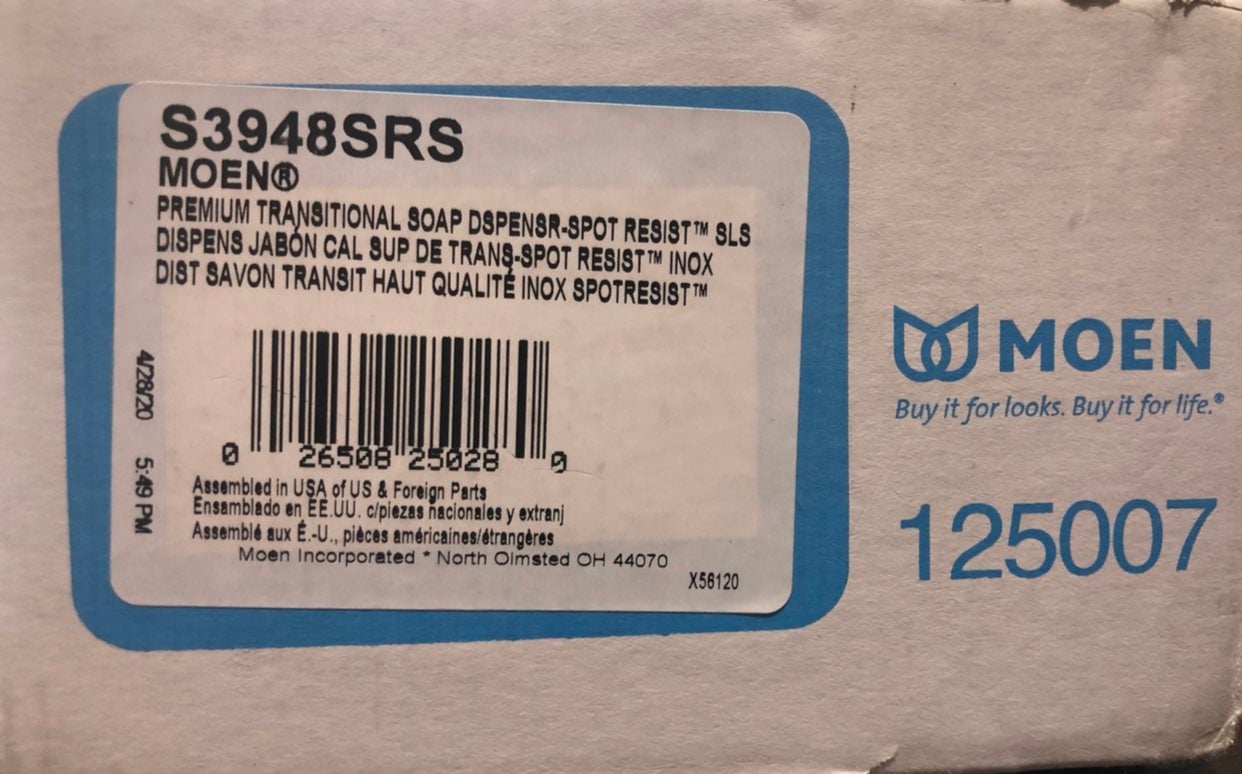 S3948SRS
MOEN®
PREMIUM TRANSITIONAL SOAP DSPENSR-SPOT RESIST™ SLS
DISPENS JABÓN CAL SUP DE TRANS-SPOT RESIST™ INOX
DIST SAVON TRANSIT HAUT QUALITÉ INOX SPOTRESIST™
4/28/20 5:49 PM
0 26508 25028 0
Assembled in USA of US & Foreign Parts
Ensamblado en EE.UU. c/piezas nacionales y extranj
Assemblé aux É.-U., pièces américaines/étrangères
Moen Incorporated * North Olmsted OH 44070
X56120
MOEN
Buy it for looks. Buy it for life.®
125007